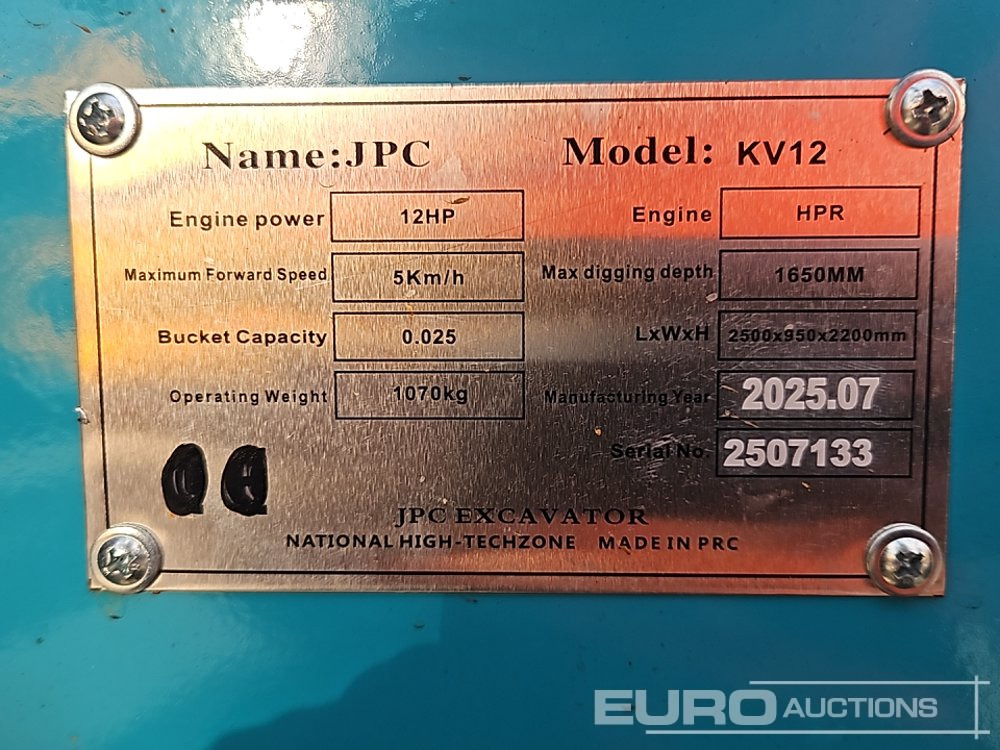 Name:JPC Model: KV12
Engine power 12HP Engine HPR
Maximum Forward Speed 5Km/h Max digging depth 1650MM
Bucket Capacity 0.025 LxWxH 2500x950x2200mm
Operating Weight 1070kg Manufacturing Year 2025.07
Serial No. 2507133
JPC EXCAVATOR
NATIONAL HIGH-TECHZONE MADE IN PRC
EURO AUCTIONS